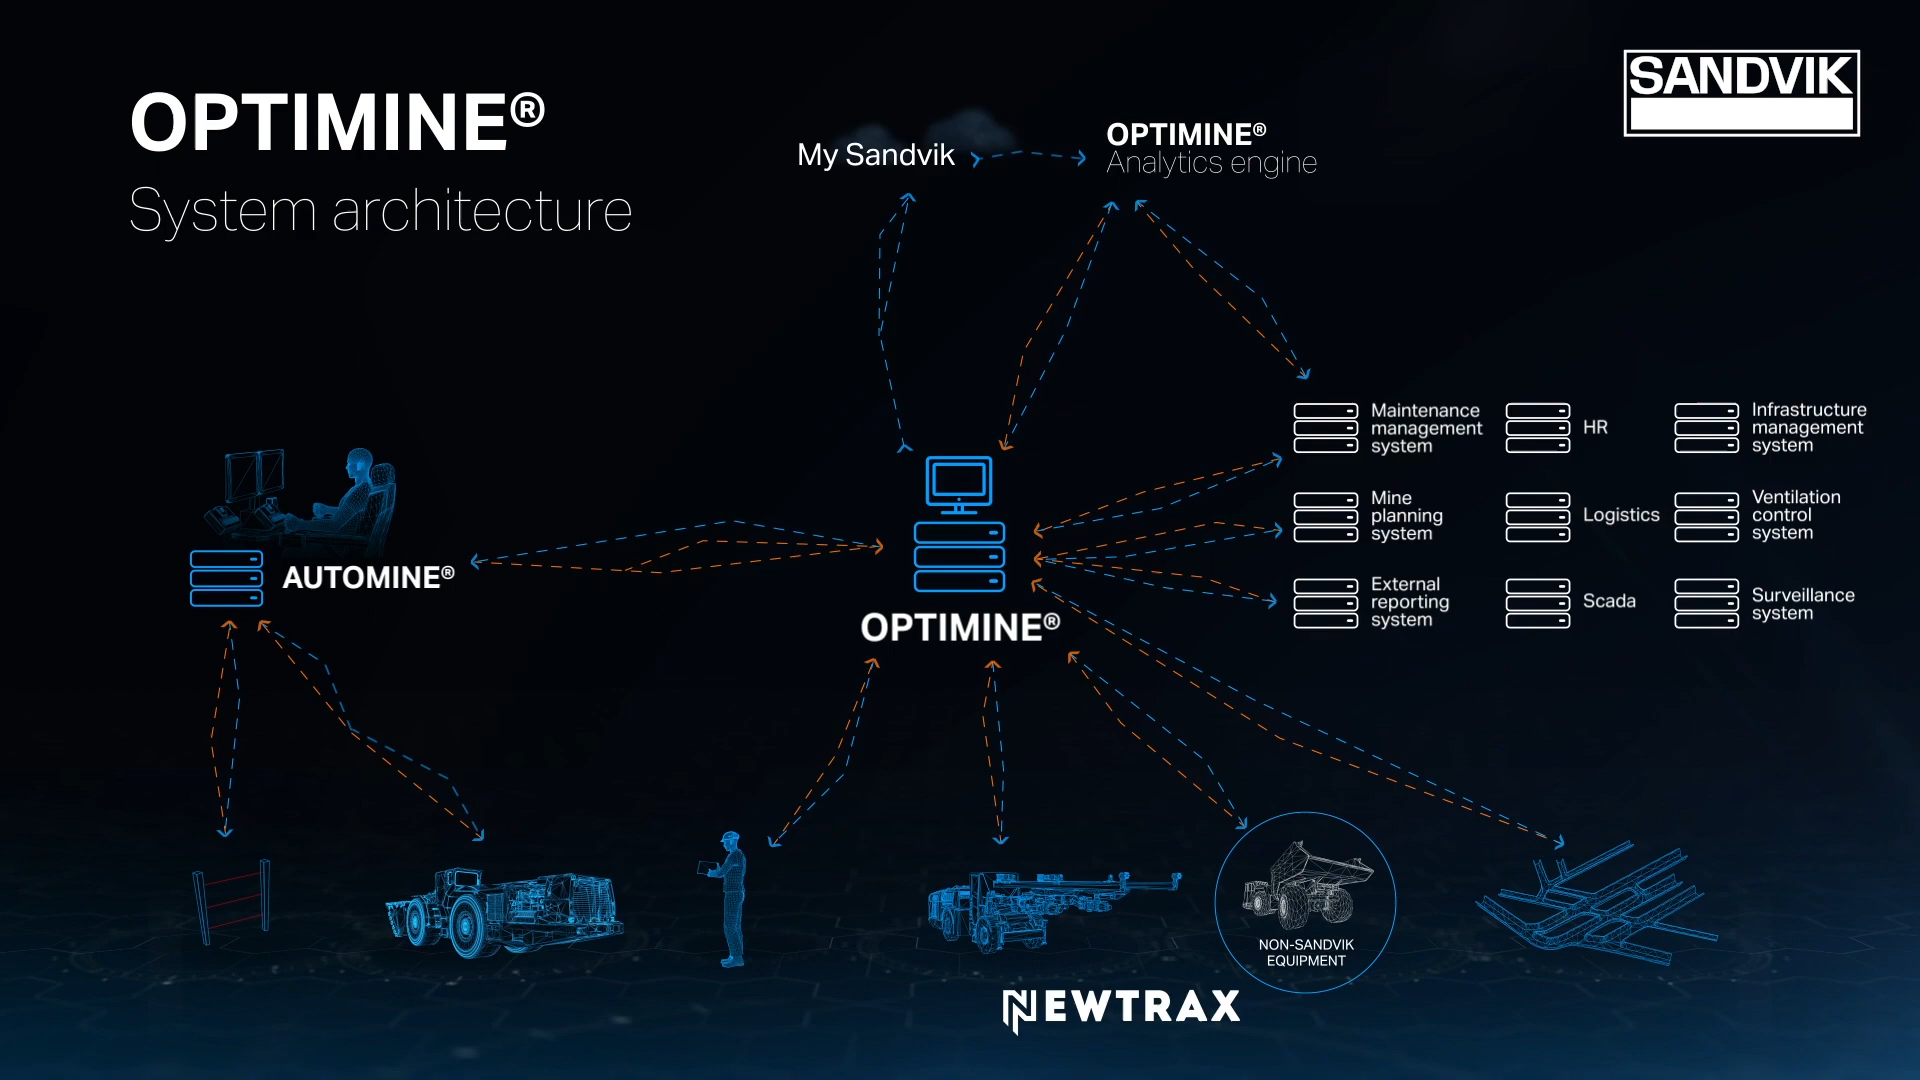 OPTIMINE®
System architecture
SANDVIK
My Sandvik
OPTIMINE®
Analytics engine
Maintenance
management
system
HR
Infrastructure
management
system
Mine
planning
system
Logistics
Ventilation
control
system
External
reporting
system
Scada
Surveillance
system
AUTOMINE®
OPTIMINE®
NON-SANDVIK
EQUIPMENT
NEWTRAX